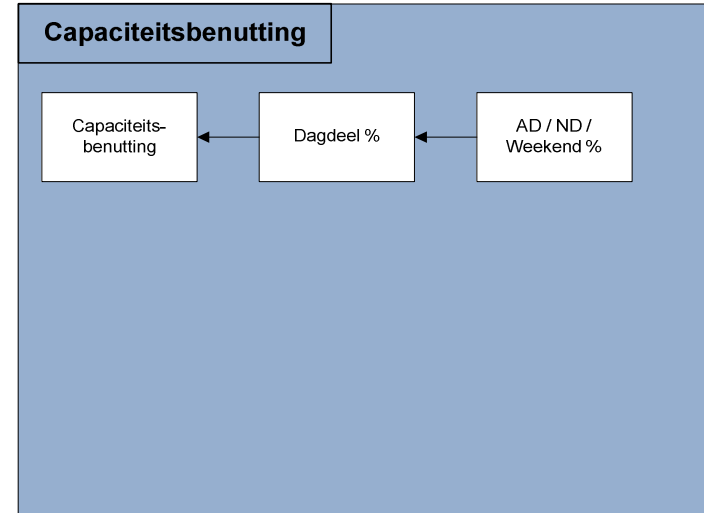 Capaciteitsbenutting
Capaciteits-
benutting
Dagdeel %
AD / ND /
Weekend %